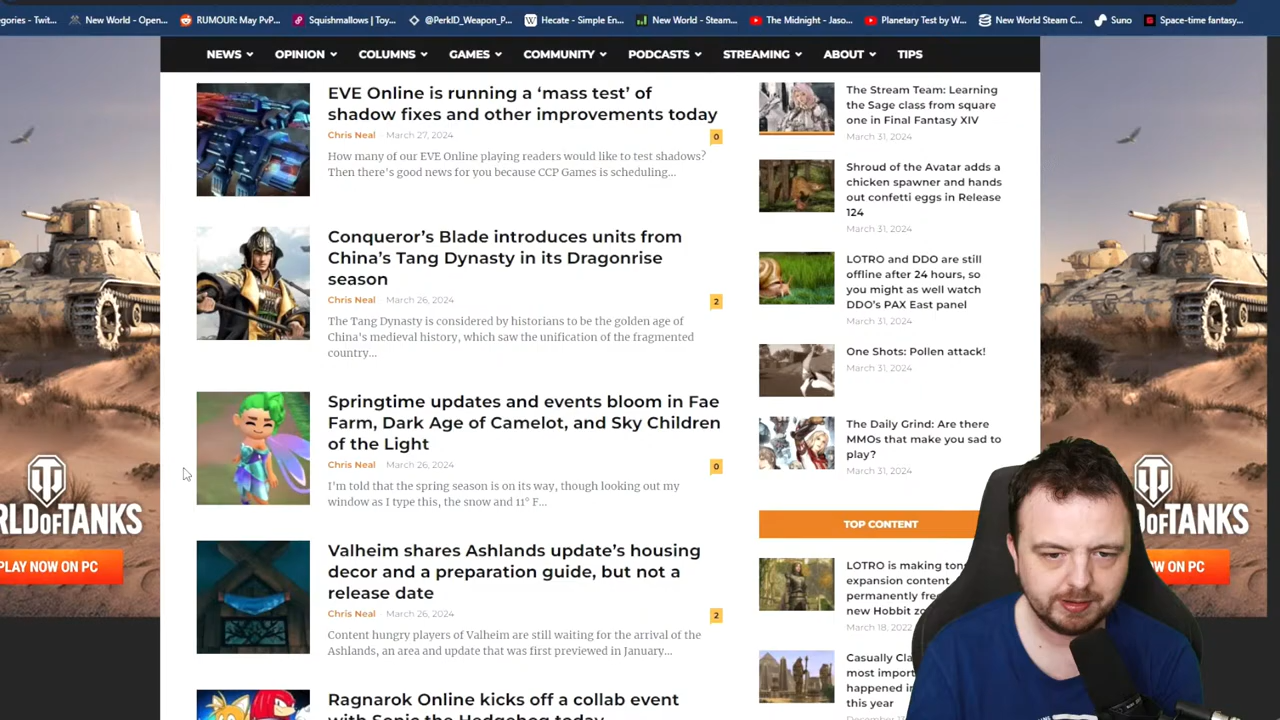 egories - Twit...
New World - Open...
RUMOUR: May PvP...
Squishmallows | Toy...
@PerkID_Weapon_P...
Hecate - Simple En...
New World - Steam...
The Midnight - Jaso...
Planetary Test by W...
New World Steam C...
Suno
Space-time fantasy...
NEWS
OPINION
COLUMNS
GAMES
COMMUNITY
PODCASTS
STREAMING
ABOUT
TIPS
EVE Online is running a ‘mass test’ of
shadow fixes and other improvements today
Chris Neal - March 27, 2024
0
How many of our EVE Online playing readers would like to test shadows?
Then there's good news for you because CCP Games is scheduling...
Conqueror’s Blade introduces units from
China’s Tang Dynasty in its Dragonrise
season
Chris Neal - March 26, 2024
2
The Tang Dynasty is considered by historians to be the golden age of
China's medieval history, which saw the unification of the fragmented
country...
Springtime updates and events bloom in Fae
Farm, Dark Age of Camelot, and Sky Children
of the Light
Chris Neal - March 26, 2024
0
I'm told that the spring season is on its way, though looking out my
window as I type this, the snow and 11° F...
Valheim shares Ashlands update’s housing
decor and a preparation guide, but not a
release date
Chris Neal - March 26, 2024
2
Content hungry players of Valheim are still waiting for the arrival of the
Ashlands, an area and update that was first previewed in January...
Ragnarok Online kicks off a collab event
with Sonic the Hedgehog today
The Stream Team: Learning
the Sage class from square
one in Final Fantasy XIV
March 31, 2024
Shroud of the Avatar adds a
chicken spawner and hands
out confetti eggs in Release
124
March 31, 2024
LOTRO and DDO are still
offline after 24 hours, so
you might as well watch
DDO’s PAX East panel
March 31, 2024
One Shots: Pollen attack!
March 31, 2024
The Daily Grind: Are there
MMOs that make you sad to
play?
March 31, 2024
TOP CONTENT
LOTRO is making tons
expansion content
permanently fre
new Hobbit zo
March 18, 2022
Casually Cla
most impor
happened i
this year
RLD OF TANKS
PLAY NOW ON PC
OF TANKS
W ON PC